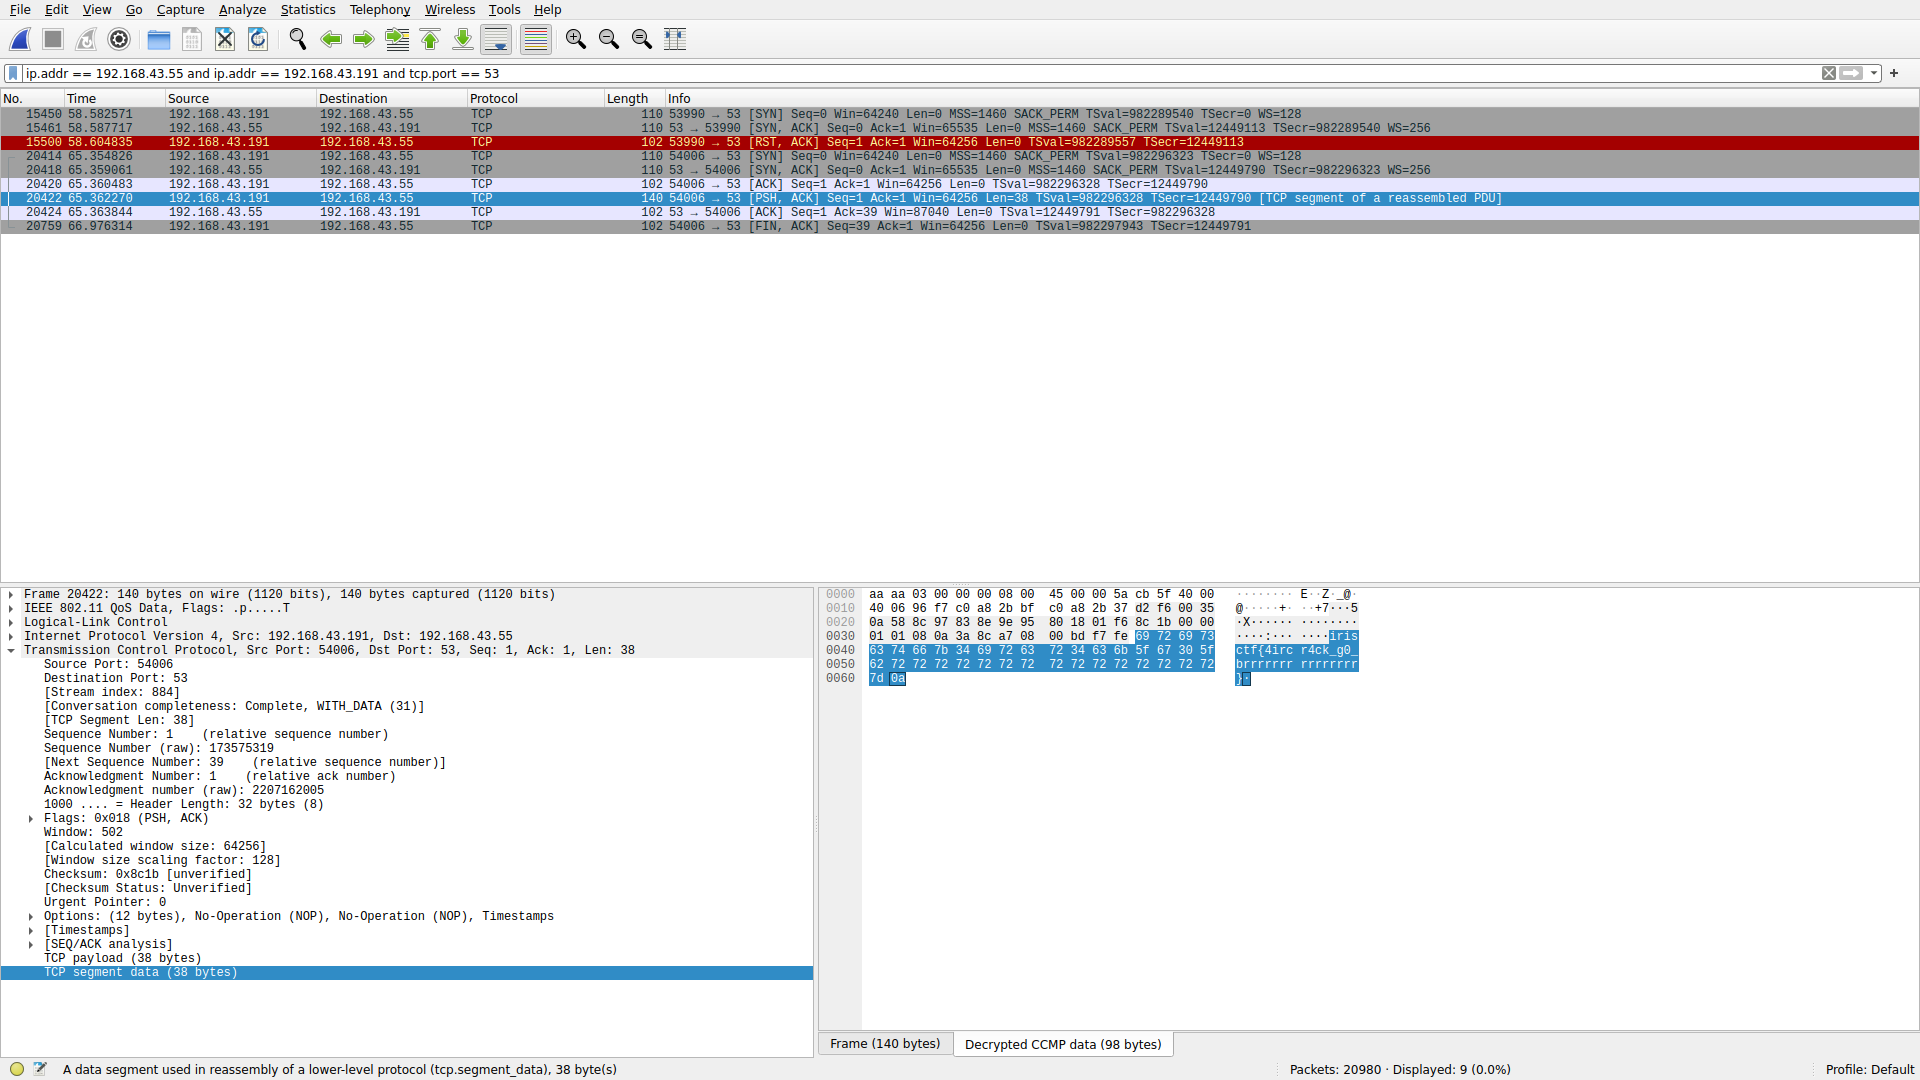 File Edit View Go Capture Analyze Statistics Telephony Wireless Tools Help
ip.addr == 192.168.43.55 and ip.addr == 192.168.43.191 and tcp.port == 53
No. Time Source Destination Protocol Length Info
15450 58.582571 192.168.43.191 192.168.43.55 TCP 110 53990 → 53 [SYN] Seq=0 Win=64240 Len=0 MSS=1460 SACK_PERM TSval=982289540 TSecr=0 WS=128
15461 58.587717 192.168.43.55 192.168.43.191 TCP 110 53 → 53990 [SYN, ACK] Seq=0 Ack=1 Win=65535 Len=0 MSS=1460 SACK_PERM TSval=12449113 TSecr=982289540 WS=256
15500 58.604835 192.168.43.191 192.168.43.55 TCP 102 53990 → 53 [RST, ACK] Seq=1 Ack=1 Win=64256 Len=0 TSval=982289557 TSecr=12449113
20414 65.354826 192.168.43.191 192.168.43.55 TCP 110 54006 → 53 [SYN] Seq=0 Win=64240 Len=0 MSS=1460 SACK_PERM TSval=982296323 TSecr=0 WS=128
20418 65.359061 192.168.43.55 192.168.43.191 TCP 110 53 → 54006 [SYN, ACK] Seq=0 Ack=1 Win=65535 Len=0 MSS=1460 SACK_PERM TSval=12449790 TSecr=982296323 WS=256
20420 65.360483 192.168.43.191 192.168.43.55 TCP 102 54006 → 53 [ACK] Seq=1 Ack=1 Win=64256 Len=0 TSval=982296328 TSecr=12449790
20422 65.362270 192.168.43.191 192.168.43.55 TCP 140 54006 → 53 [PSH, ACK] Seq=1 Ack=1 Win=64256 Len=38 TSval=982296328 TSecr=12449790 [TCP segment of a reassembled PDU]
20424 65.363844 192.168.43.55 192.168.43.191 TCP 102 53 → 54006 [ACK] Seq=1 Ack=39 Win=87040 Len=0 TSval=12449791 TSecr=982296328
20759 66.976314 192.168.43.191 192.168.43.55 TCP 102 54006 → 53 [FIN, ACK] Seq=39 Ack=1 Win=64256 Len=0 TSval=982297943 TSecr=12449791
Frame 20422: 140 bytes on wire (1120 bits), 140 bytes captured (1120 bits)
IEEE 802.11 QoS Data, Flags: .p.....T
Logical-Link Control
Internet Protocol Version 4, Src: 192.168.43.191, Dst: 192.168.43.55
Transmission Control Protocol, Src Port: 54006, Dst Port: 53, Seq: 1, Ack: 1, Len: 38
Source Port: 54006
Destination Port: 53
[Stream index: 884]
[Conversation completeness: Complete, WITH_DATA (31)]
[TCP Segment Len: 38]
Sequence Number: 1 (relative sequence number)
Sequence Number (raw): 173575319
[Next Sequence Number: 39 (relative sequence number)]
Acknowledgment Number: 1 (relative ack number)
Acknowledgment number (raw): 2207162005
1000 .... = Header Length: 32 bytes (8)
Flags: 0x018 (PSH, ACK)
Window: 502
[Calculated window size: 64256]
[Window size scaling factor: 128]
Checksum: 0x8c1b [unverified]
[Checksum Status: Unverified]
Urgent Pointer: 0
Options: (12 bytes), No-Operation (NOP), No-Operation (NOP), Timestamps
[Timestamps]
[SEQ/ACK analysis]
TCP payload (38 bytes)
TCP segment data (38 bytes)
0000 aa aa 03 00 00 00 08 00 45 00 00 5a cb 5f 40 00 ········ E··Z·_@·
0010 40 06 96 f7 c0 a8 2b bf c0 a8 2b 37 d2 f6 00 35 @·····+· ··+7···5
0020 0a 58 8c 97 83 8e 9e 95 80 18 01 f6 8c 1b 00 00 ·X······ ········
0030 01 01 08 0a 3a 8c a7 08 00 bd f7 fe 69 72 69 73 ····:··· ····iris
0040 63 74 66 7b 34 69 72 63 72 34 63 6b 5f 67 30 5f ctf{4irc r4ck_g0_
0050 62 72 72 72 72 72 72 72 72 72 72 72 72 72 72 72 brrrrrrr rrrrrrrr
0060 7d 0a }·
Frame (140 bytes) Decrypted CCMP data (98 bytes)
A data segment used in reassembly of a lower-level protocol (tcp.segment_data), 38 byte(s) Packets: 20980 · Displayed: 9 (0.0%) Profile: Default